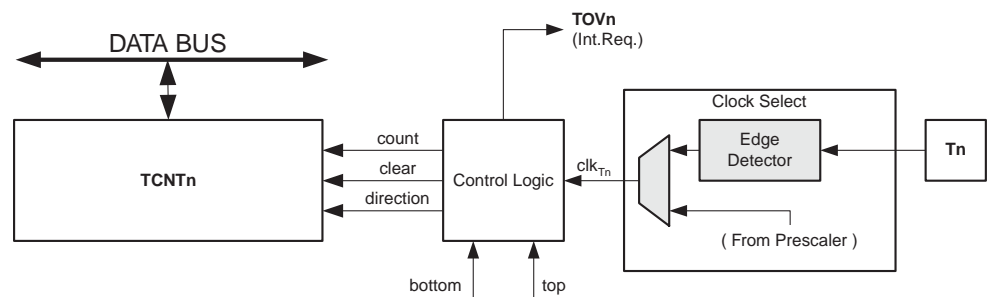 TOVn
(Int.Req.)
DATA BUS
Clock Select
count
Edge
Detector
Tn
TCNTn
clear
Control Logic
clkTn
direction
( From Prescaler )
bottom
top